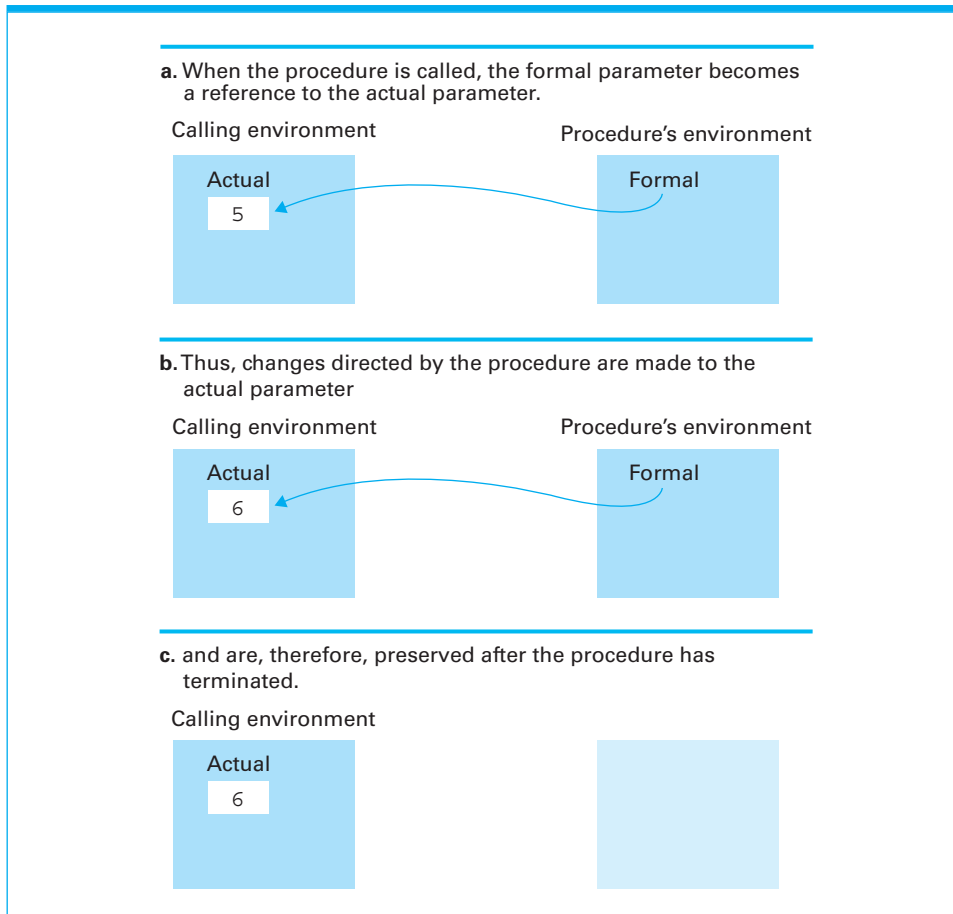 a. When the procedure is called, the formal parameter becomes
a reference to the actual parameter.
Calling environment
Procedure’s environment
Actual
Formal
5
b. Thus, changes directed by the procedure are made to the
actual parameter
Calling environment
Procedure’s environment
Actual
Formal
6
c. and are, therefore, preserved after the procedure has
terminated.
Calling environment
Actual
6